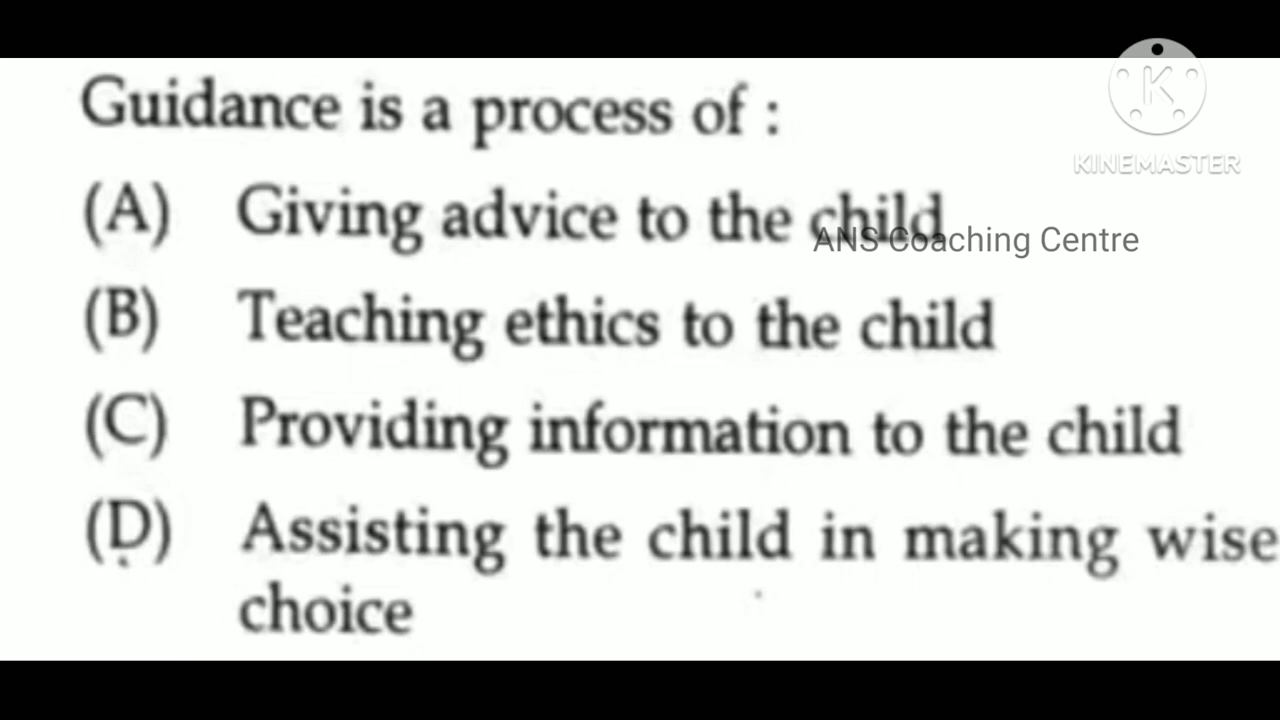 Guidance is a process of :
(A) Giving advice to the child
ANS Coaching Centre
(B) Teaching ethics to the child
(C) Providing information to the child
(D) Assisting the child in making wise
choice
K
KINEMASTER